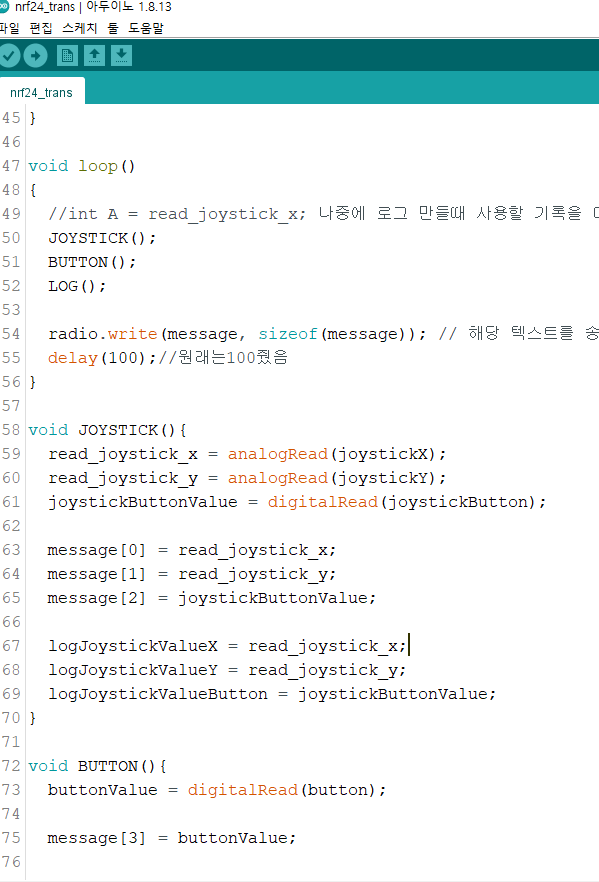 nrf24_trans | 아두이노 1.8.13
파일 편집 스케치 툴 도움말
nrf24_trans
45 }
46
47 void loop()
48 {
49 //int A = read_joystick_x; 나중에 로그 만들때 사용할 기록을
50 JOYSTICK();
51 BUTTON();
52 LOG();
53
54 radio.write(message, sizeof(message)); // 해당 텍스트를 송
55 delay(100);//원래는100줬음
56 }
57
58 void JOYSTICK(){
59 read_joystick_x = analogRead(joystickX);
60 read_joystick_y = analogRead(joystickY);
61 joystickButtonValue = digitalRead(joystickButton);
62
63 message[0] = read_joystick_x;
64 message[1] = read_joystick_y;
65 message[2] = joystickButtonValue;
66
67 logJoystickValueX = read_joystick_x;
68 logJoystickValueY = read_joystick_y;
69 logJoystickValueButton = joystickButtonValue;
70 }
71
72 void BUTTON(){
73 buttonValue = digitalRead(button);
74
75 message[3] = buttonValue;
76